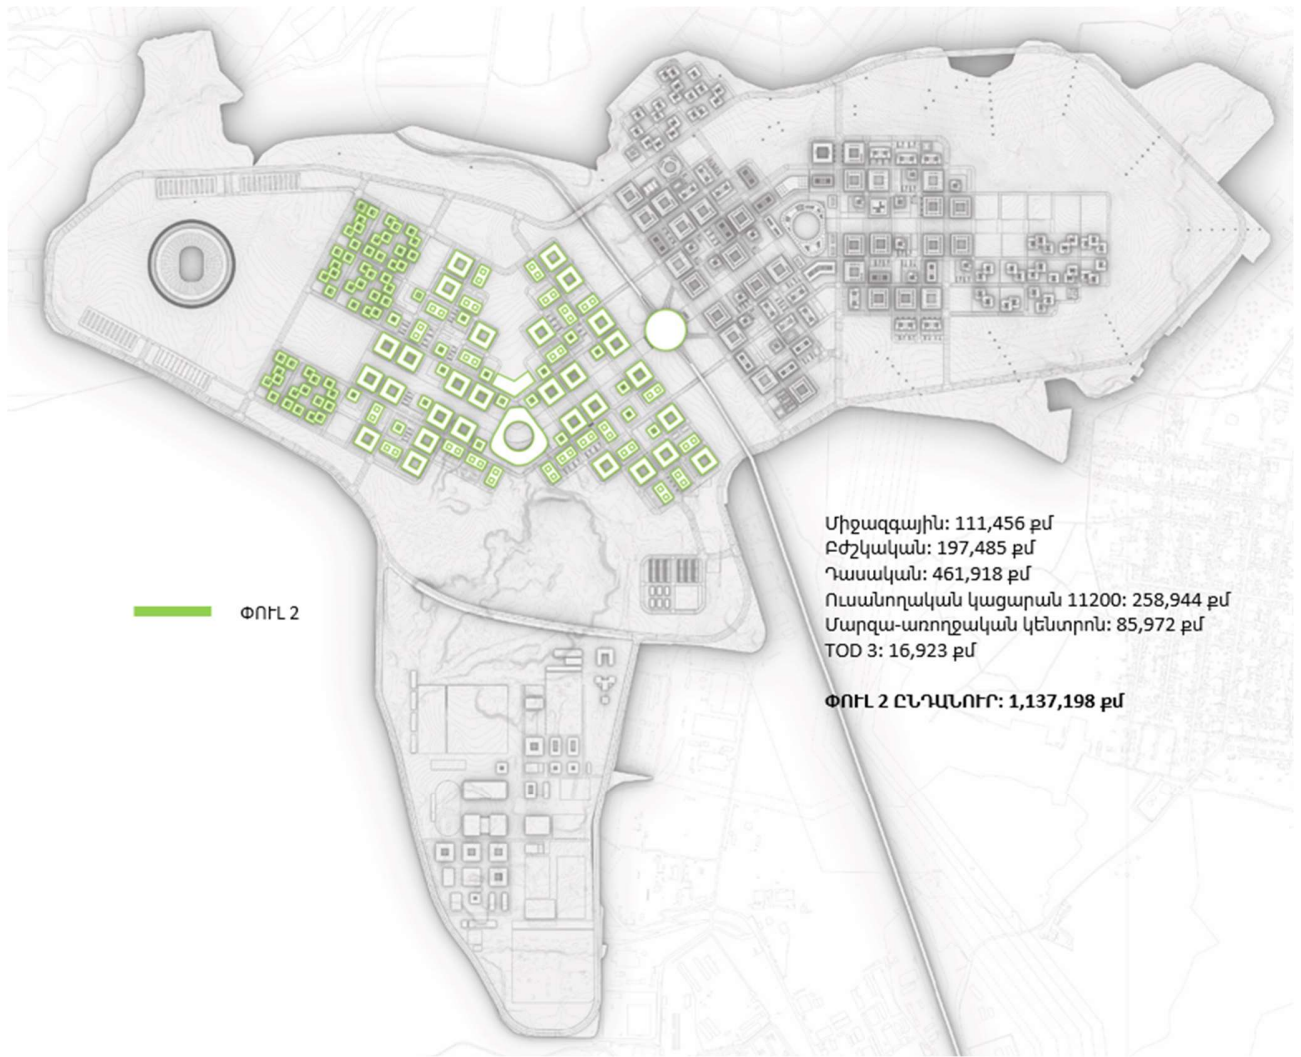 Միջազգային: 111,456 քմ
Բժշկական: 197,485 քմ
Դասական: 461,918 քմ
Ուսանողական կացարան 11200: 258,944 քմ
Մարզա-առողջական կենտրոն: 85,972 քմ
TOD 3: 16,923 քմ
ՓՈՒԼ 2
ՓՈՒԼ 2 ԸՆԴԱՆՈՒՐ: 1,137,198 քմ